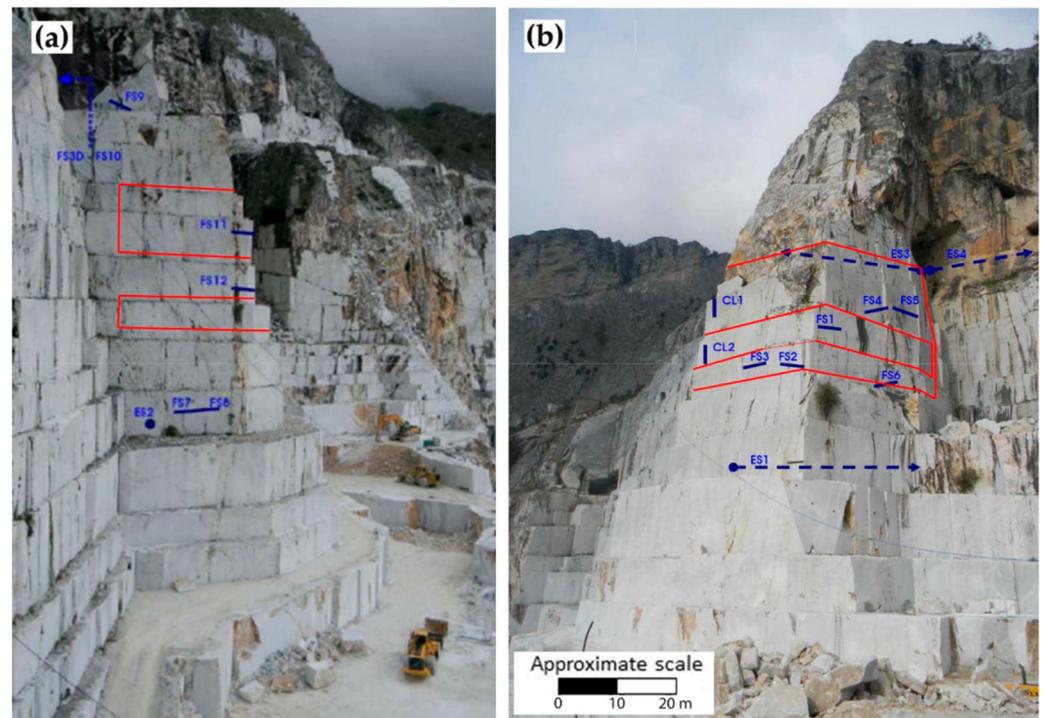 (a)
FS9
FS3D - FS10
FS11
FS12
FS7 FS8
ES2
(b)
ES3 ES4
CL1
FS4 FS5
FS1
CL2
FS3 FS2
FS6
ES1
Approximate scale
0 10 20 m